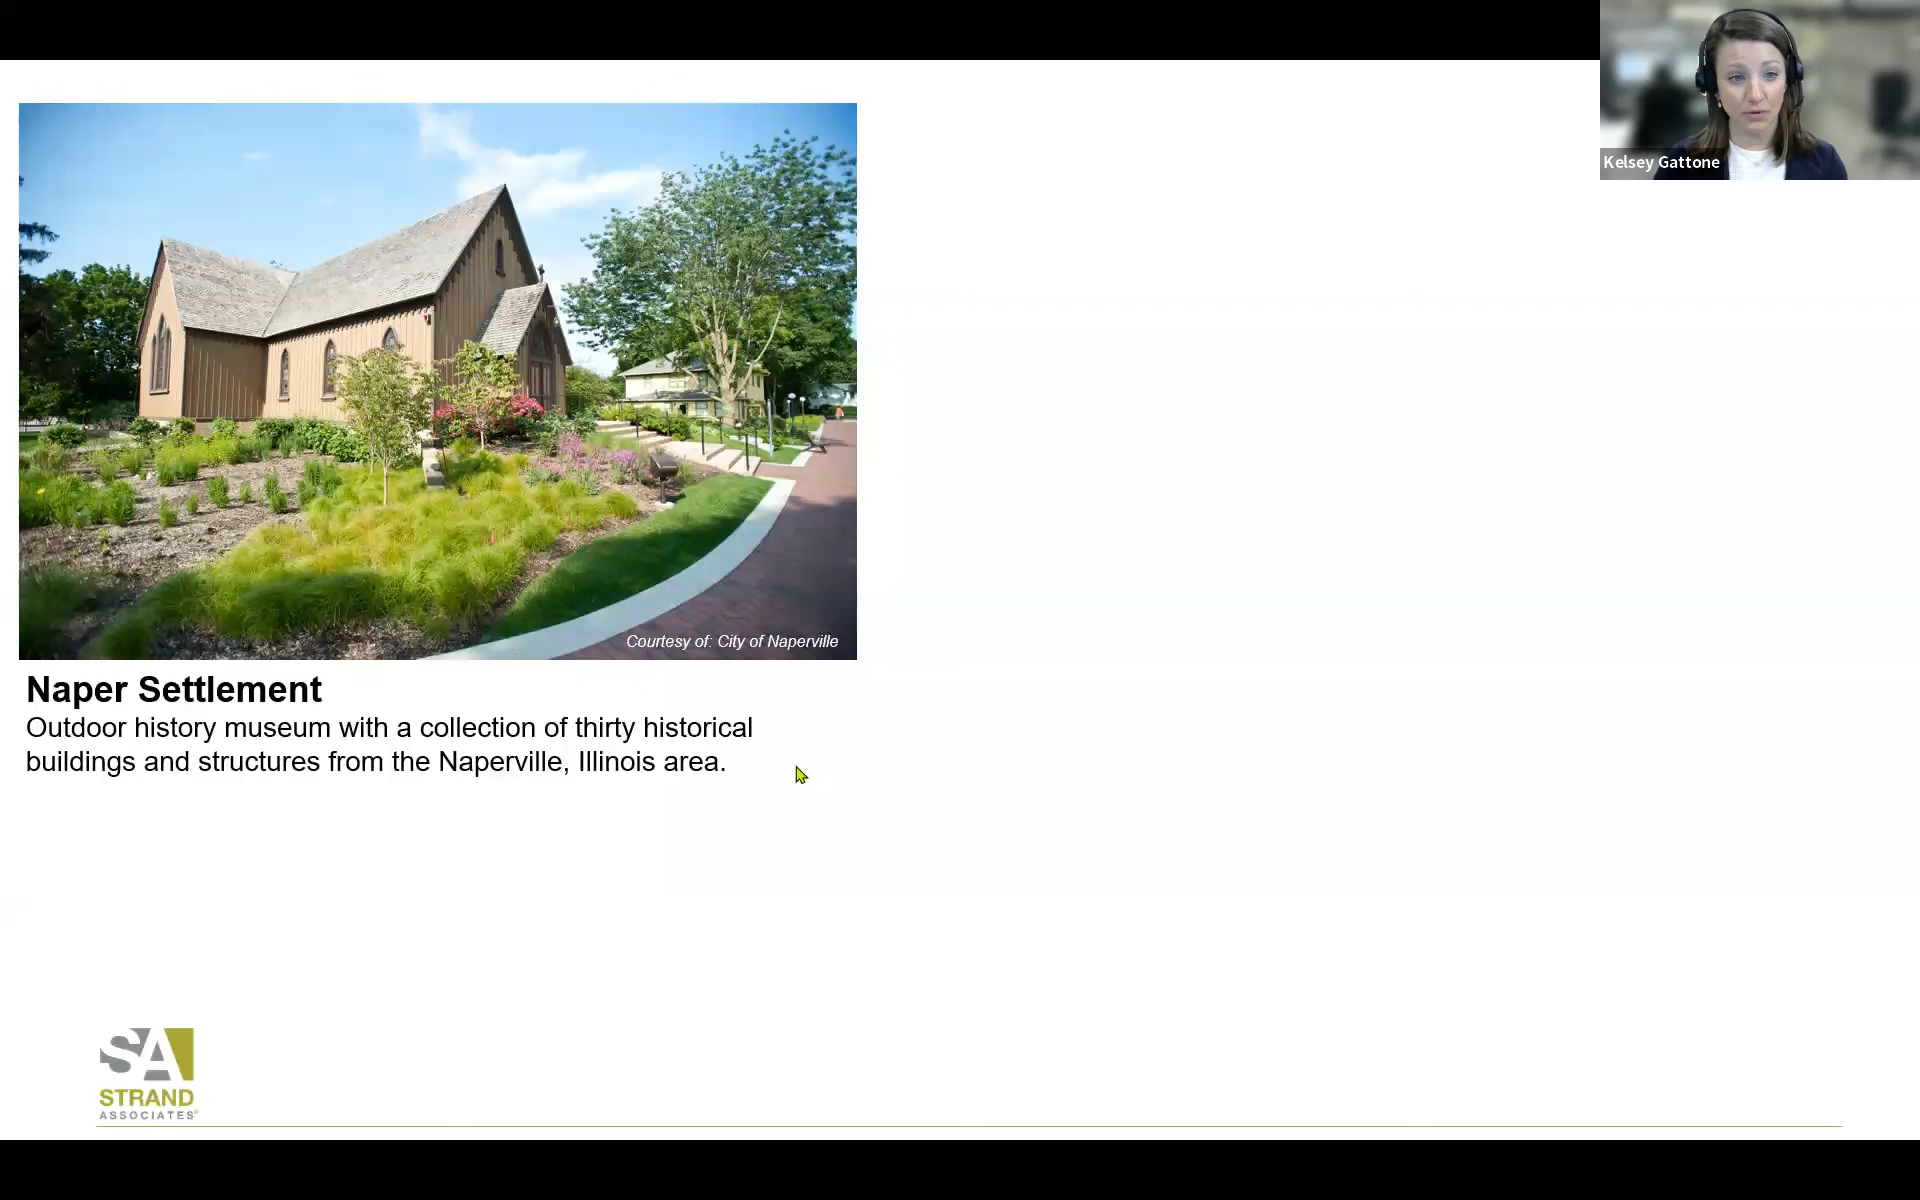 Kelsey Gattone
Courtesy of: City of Naperville
Naper Settlement
Outdoor history museum with a collection of thirty historical
buildings and structures from the Naperville, Illinois area.
SA
STRAND
ASSOCIATES®